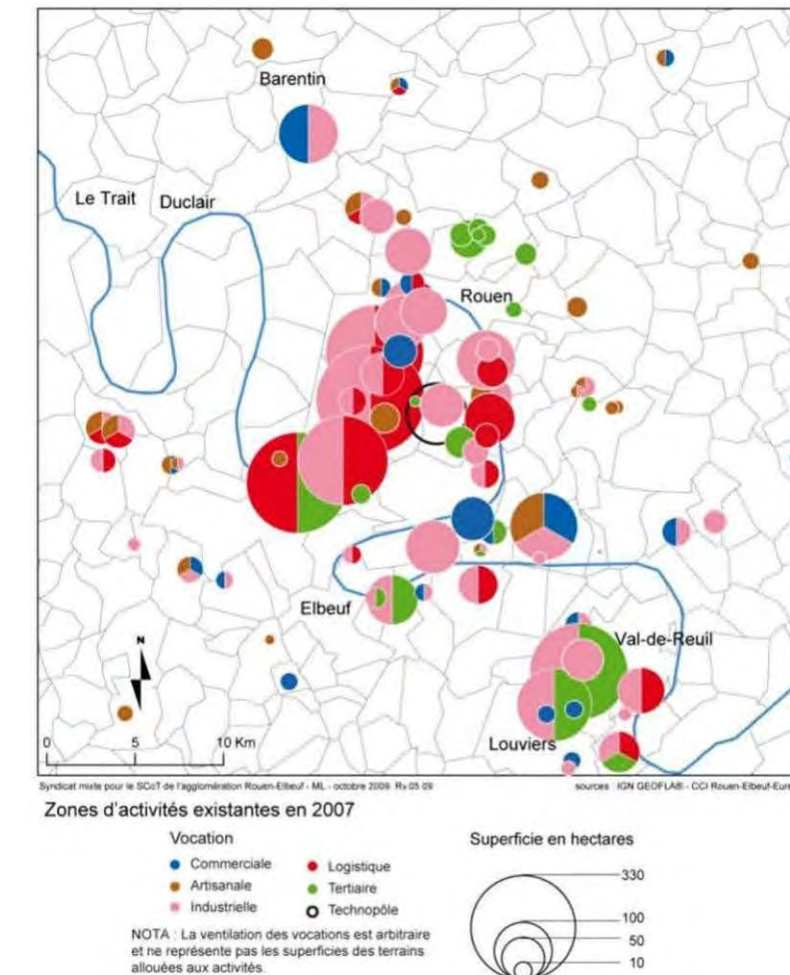 Barentin
Le Trait
Duclair
Rouen
Elbeuf
Val-de-Reuil
Louviers
N
0 5 10 Km
Syndicat mixte pour le SCoT de l'agglomération Rouen-Elbeuf - ML - octobre 2009 Rv.05 09
sources : IGN GEOFLA® - CCI Rouen-Elbeuf-Eure
Zones d'activités existantes en 2007
Vocation
Commerciale
Artisanale
Industrielle
Logistique
Tertiaire
Technopôle
NOTA : La ventilation des vocations est arbitraire
et ne représente pas les superficies des terrains
allouées aux activités.
Superficie en hectares
330
100
50
10